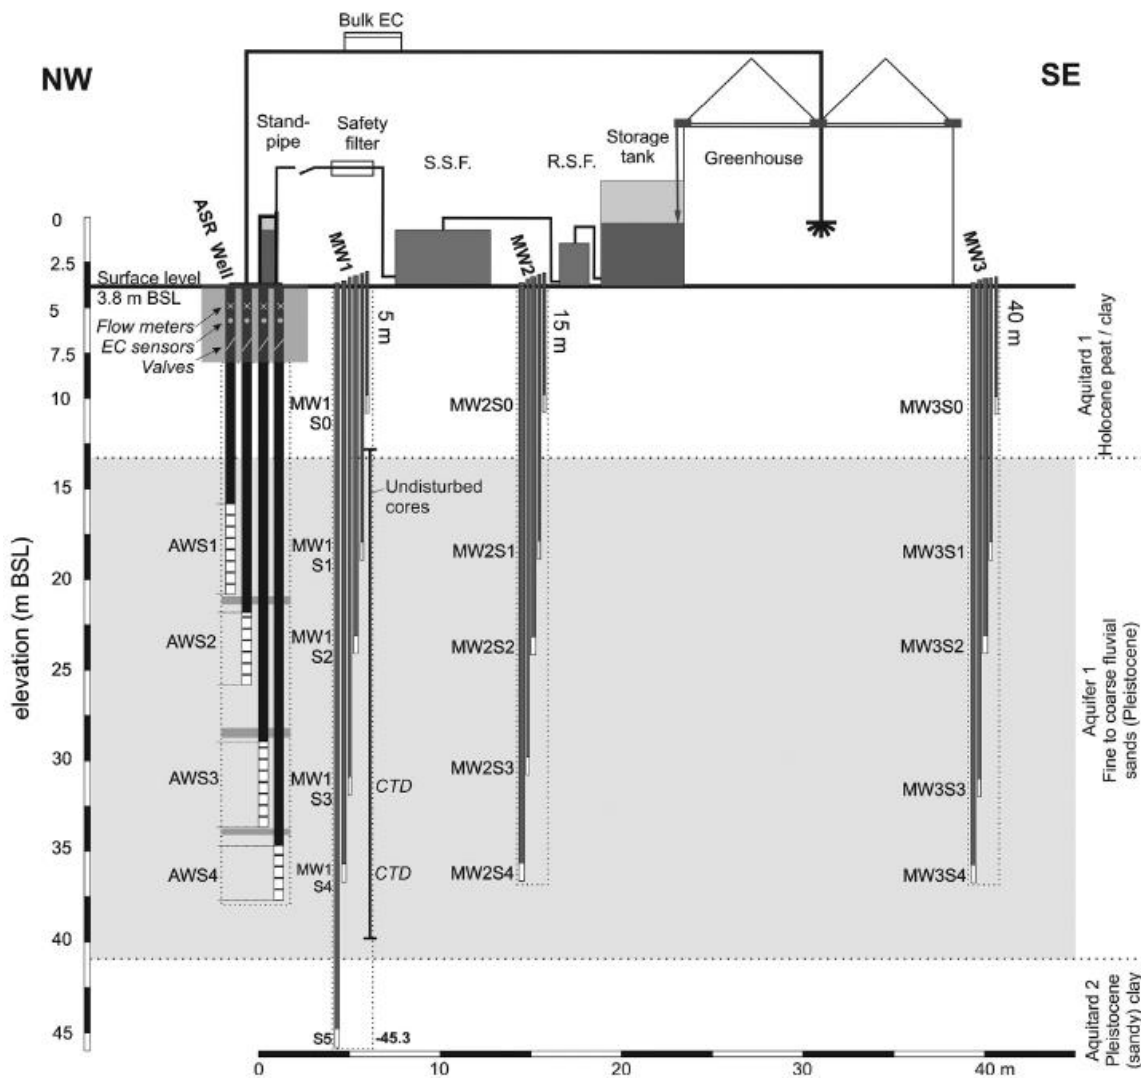 Bulk EC
NW
SE
Stand-
pipe
Safety
filter
S.S.F.
R.S.F.
Storage
tank
Greenhouse
ASR Well
MW1
MW2
MW3
0
2.5
5
7.5
10
15
20
25
30
35
40
45
elevation (m BSL)
Surface level
3.8 m BSL
Flow meters
EC sensors
Valves
5 m
15 m
40 m
MW1
S0
MW2S0
MW3S0
Undisturbed
cores
AWS1
MW1
S1
MW2S1
MW3S1
AWS2
MW1
S2
MW2S2
MW3S2
AWS3
MW1
S3
CTD
MW2S3
MW3S3
AWS4
MW1
S4
CTD
MW2S4
MW3S4
S5
-45.3
Aquitard 1
Holocene peat / clay
Aquifer 1
Fine to coarse fluvial
sands (Pleistocene)
Aquitard 2
Pleistocene
(sandy) clay
0
10
20
30
40 m